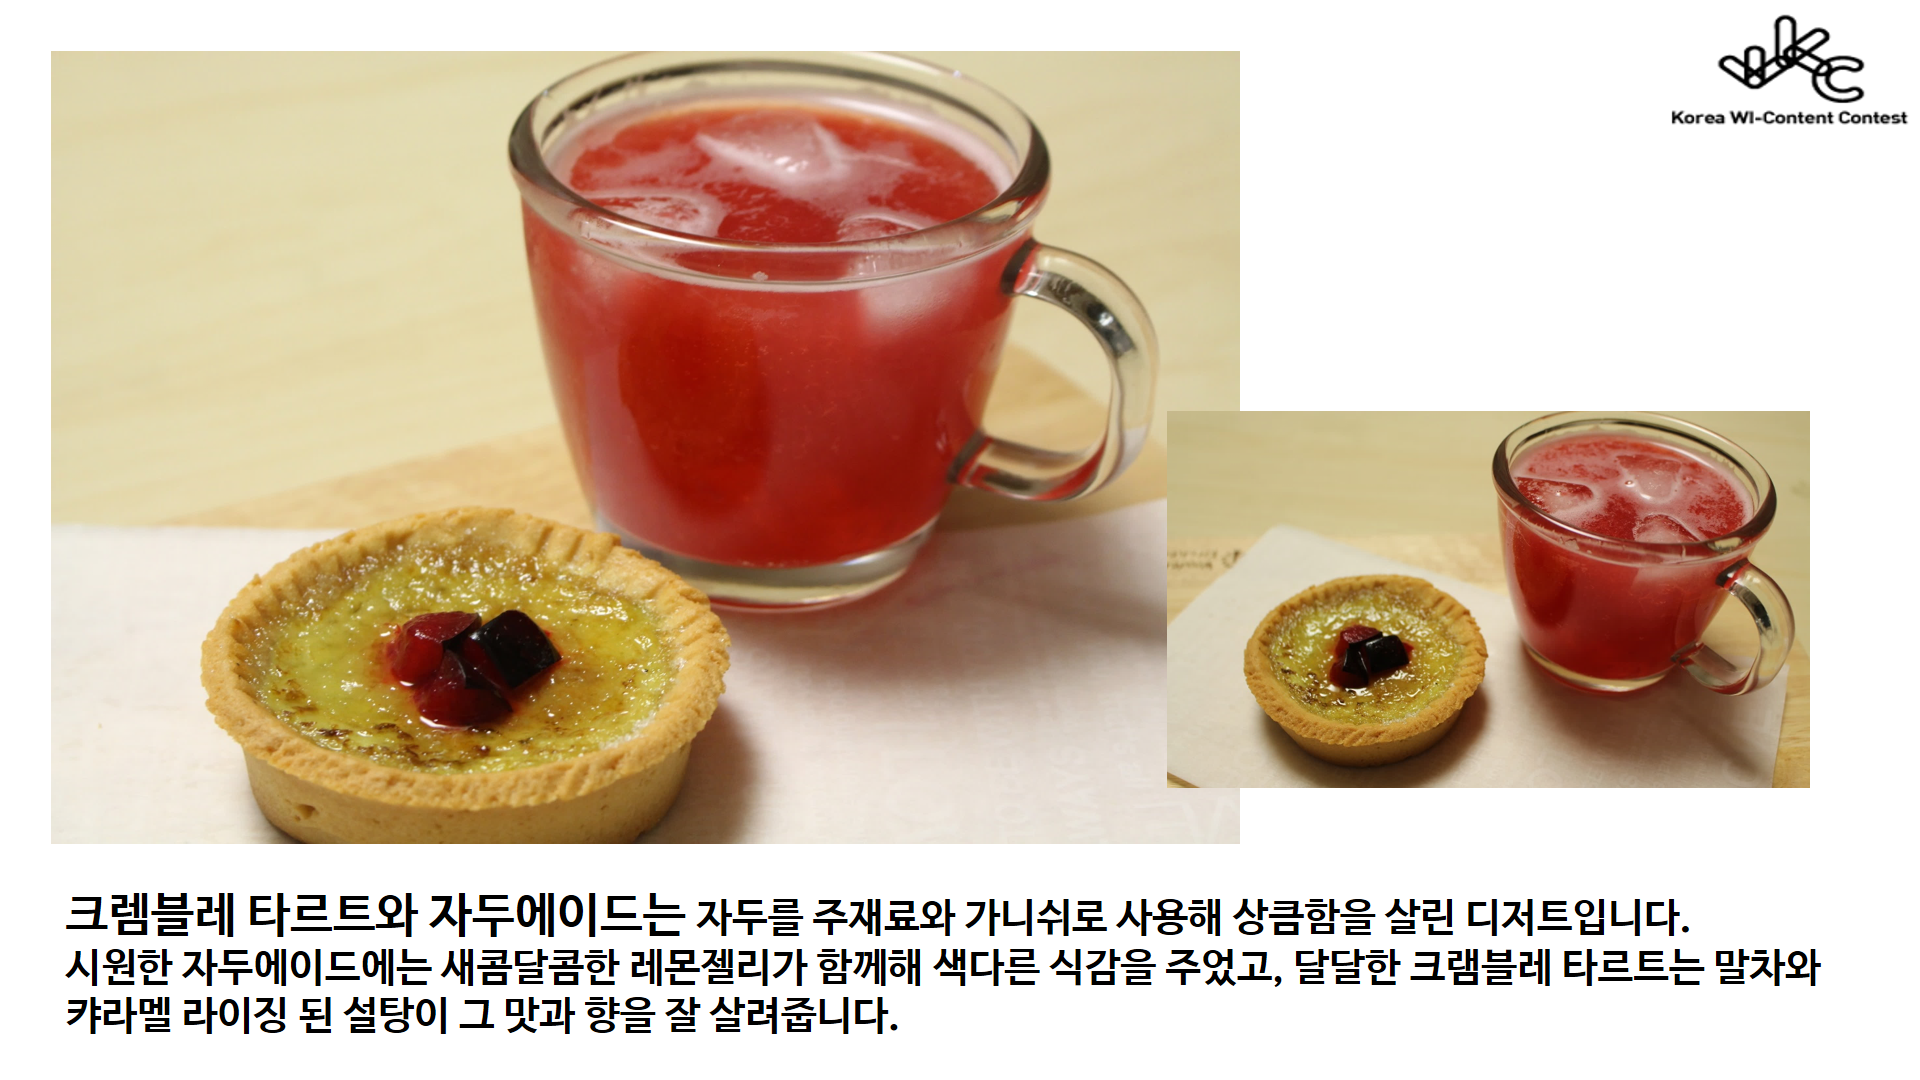 WKC
Korea WI-Content Contest
크렘블레 타르트와 자두에이드는 자두를 주재료와 가니쉬로 사용해 상큼함을 살린 디저트입니다.
시원한 자두에이드에는 새콤달콤한 레몬젤리가 함께해 색다른 식감을 주었고, 달달한 크램블레 타르트는 말차와
캬라멜 라이징 된 설탕이 그 맛과 향을 잘 살려줍니다.